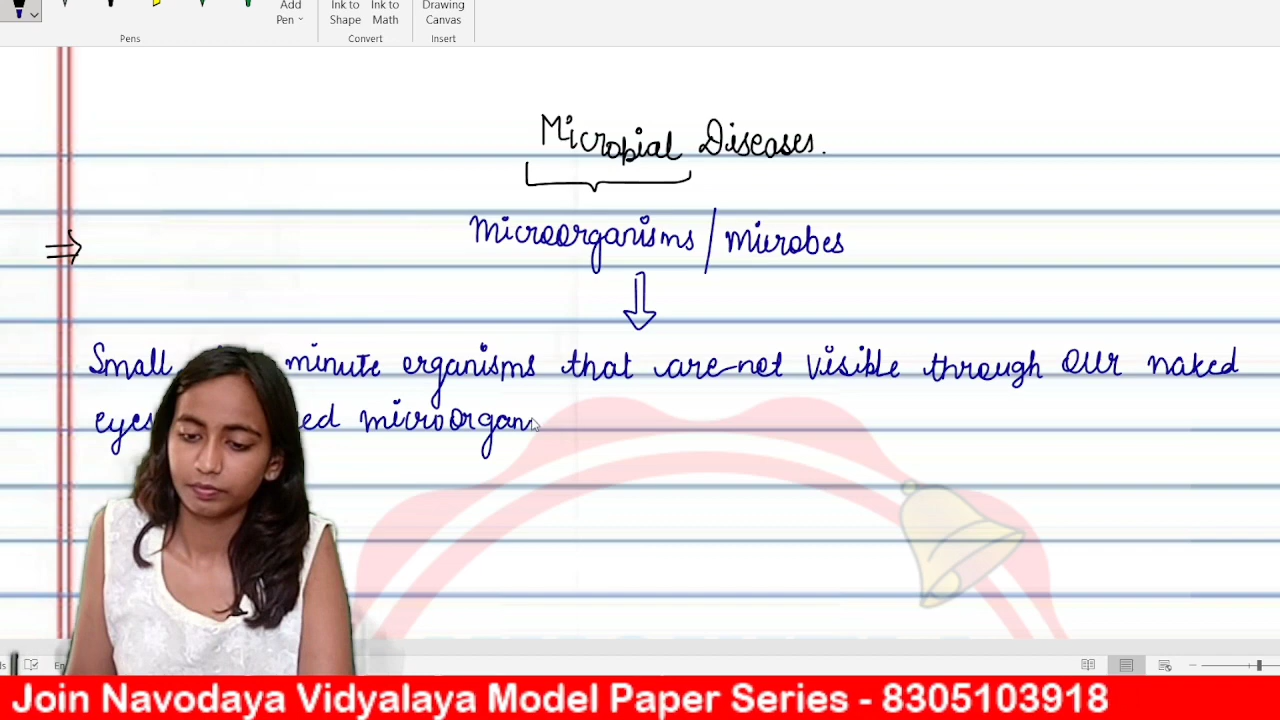 Add
Pen
Ink to
Shape
Ink to
Math
Drawing
Canvas
Pens
Convert
Insert
Microbial Diseases.
Microorganisms / Microbes
Small minute organisms that are not visible through our naked
eyes ed microorgan
Join Navodaya Vidyalaya Model Paper Series - 8305103918